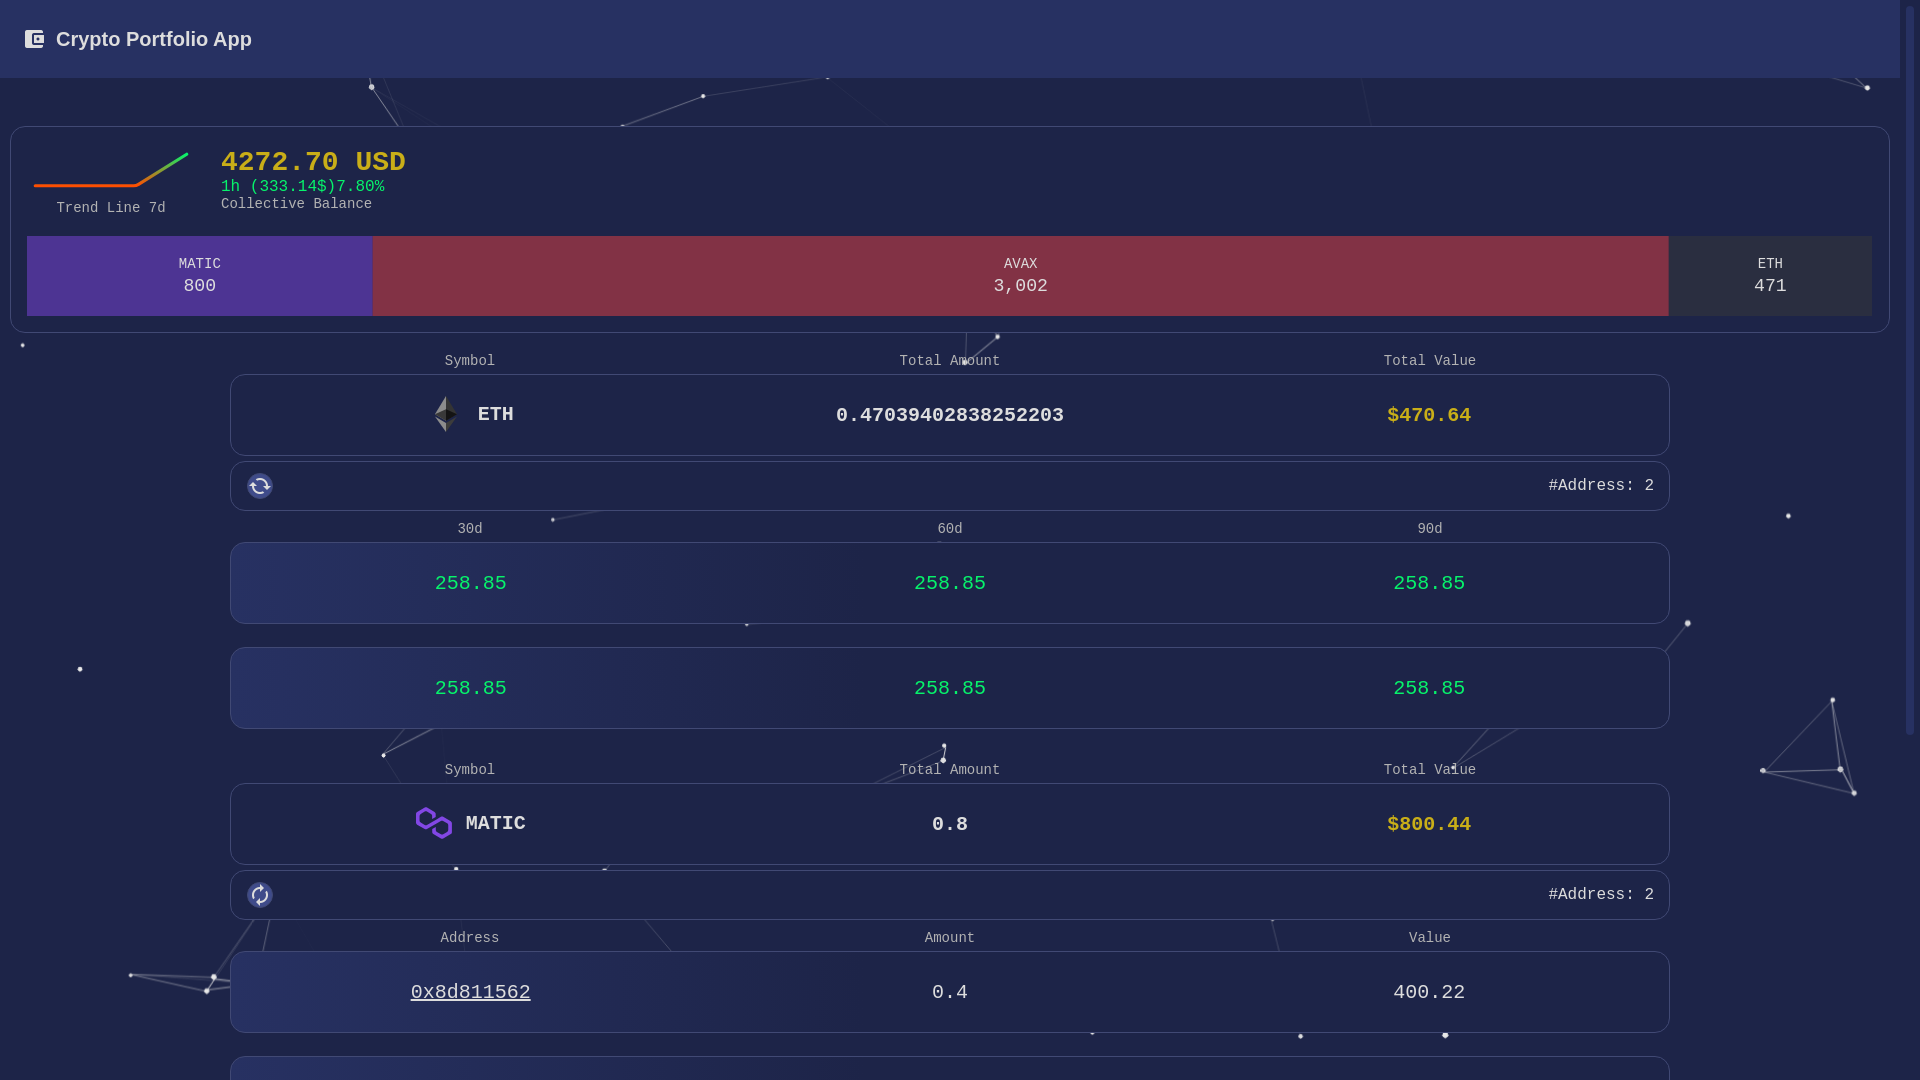 Crypto Portfolio App
4272.70 USD
1h (333.14$)7.80%
Collective Balance
Trend Line 7d
MATIC
800
AVAX
3,002
ETH
471
Symbol Total Amount Total Value
ETH 0.47039402838252203 $470.64
#Address: 2
30d 60d 90d
258.85 258.85 258.85
258.85 258.85 258.85
Symbol Total Amount Total Value
MATIC 0.8 $800.44
#Address: 2
Address Amount Value
0x8d811562 0.4 400.22